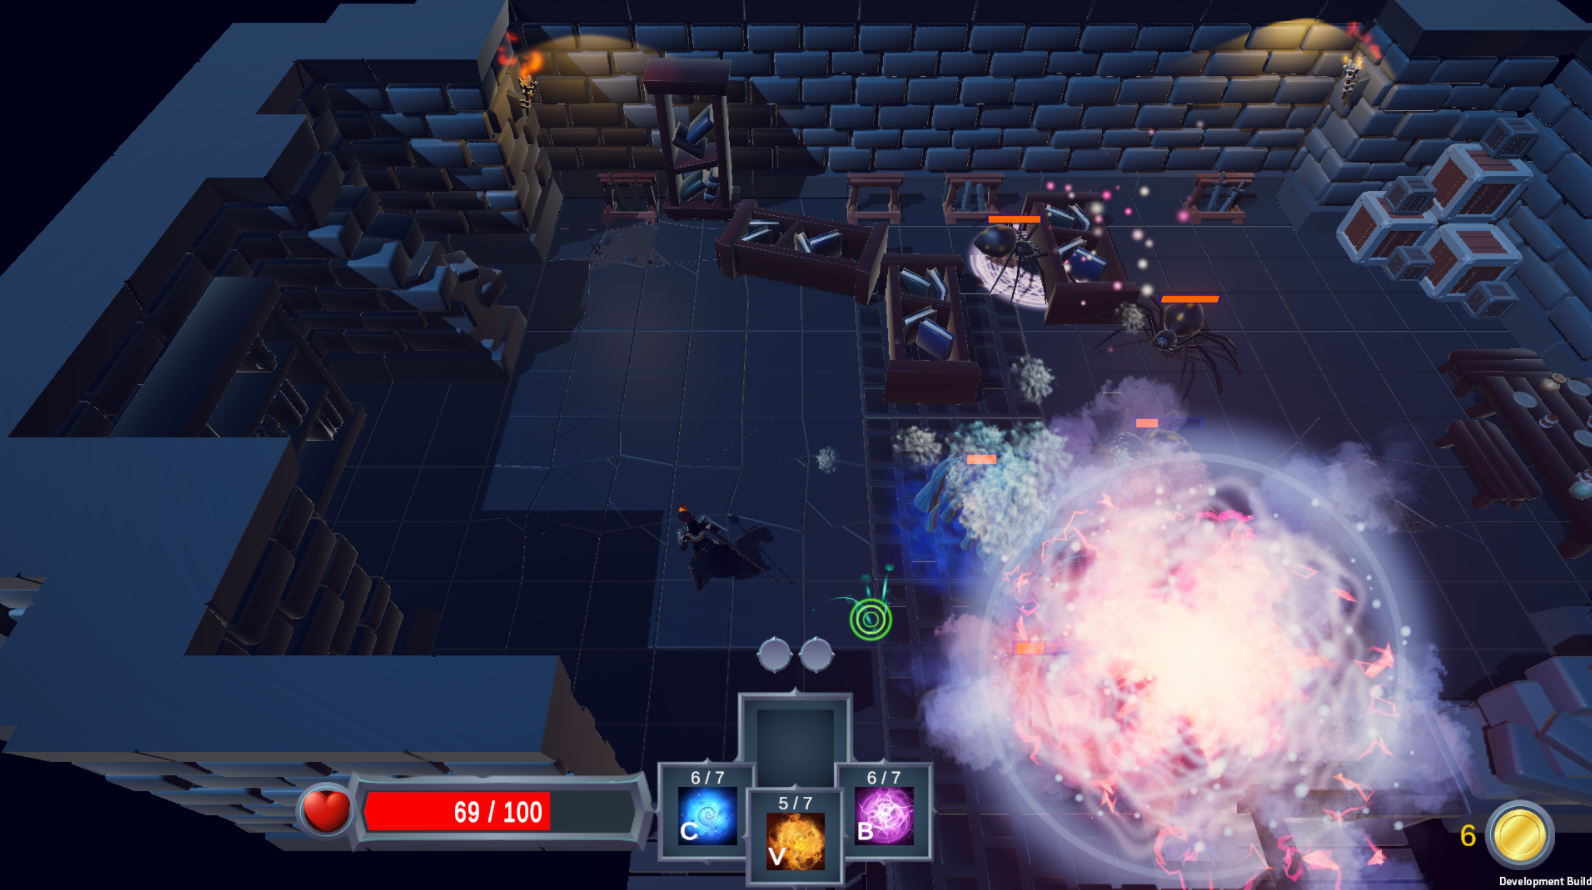 6 / 7
6 / 7
5 / 7
C
V
B
69 / 100
6
Development Build